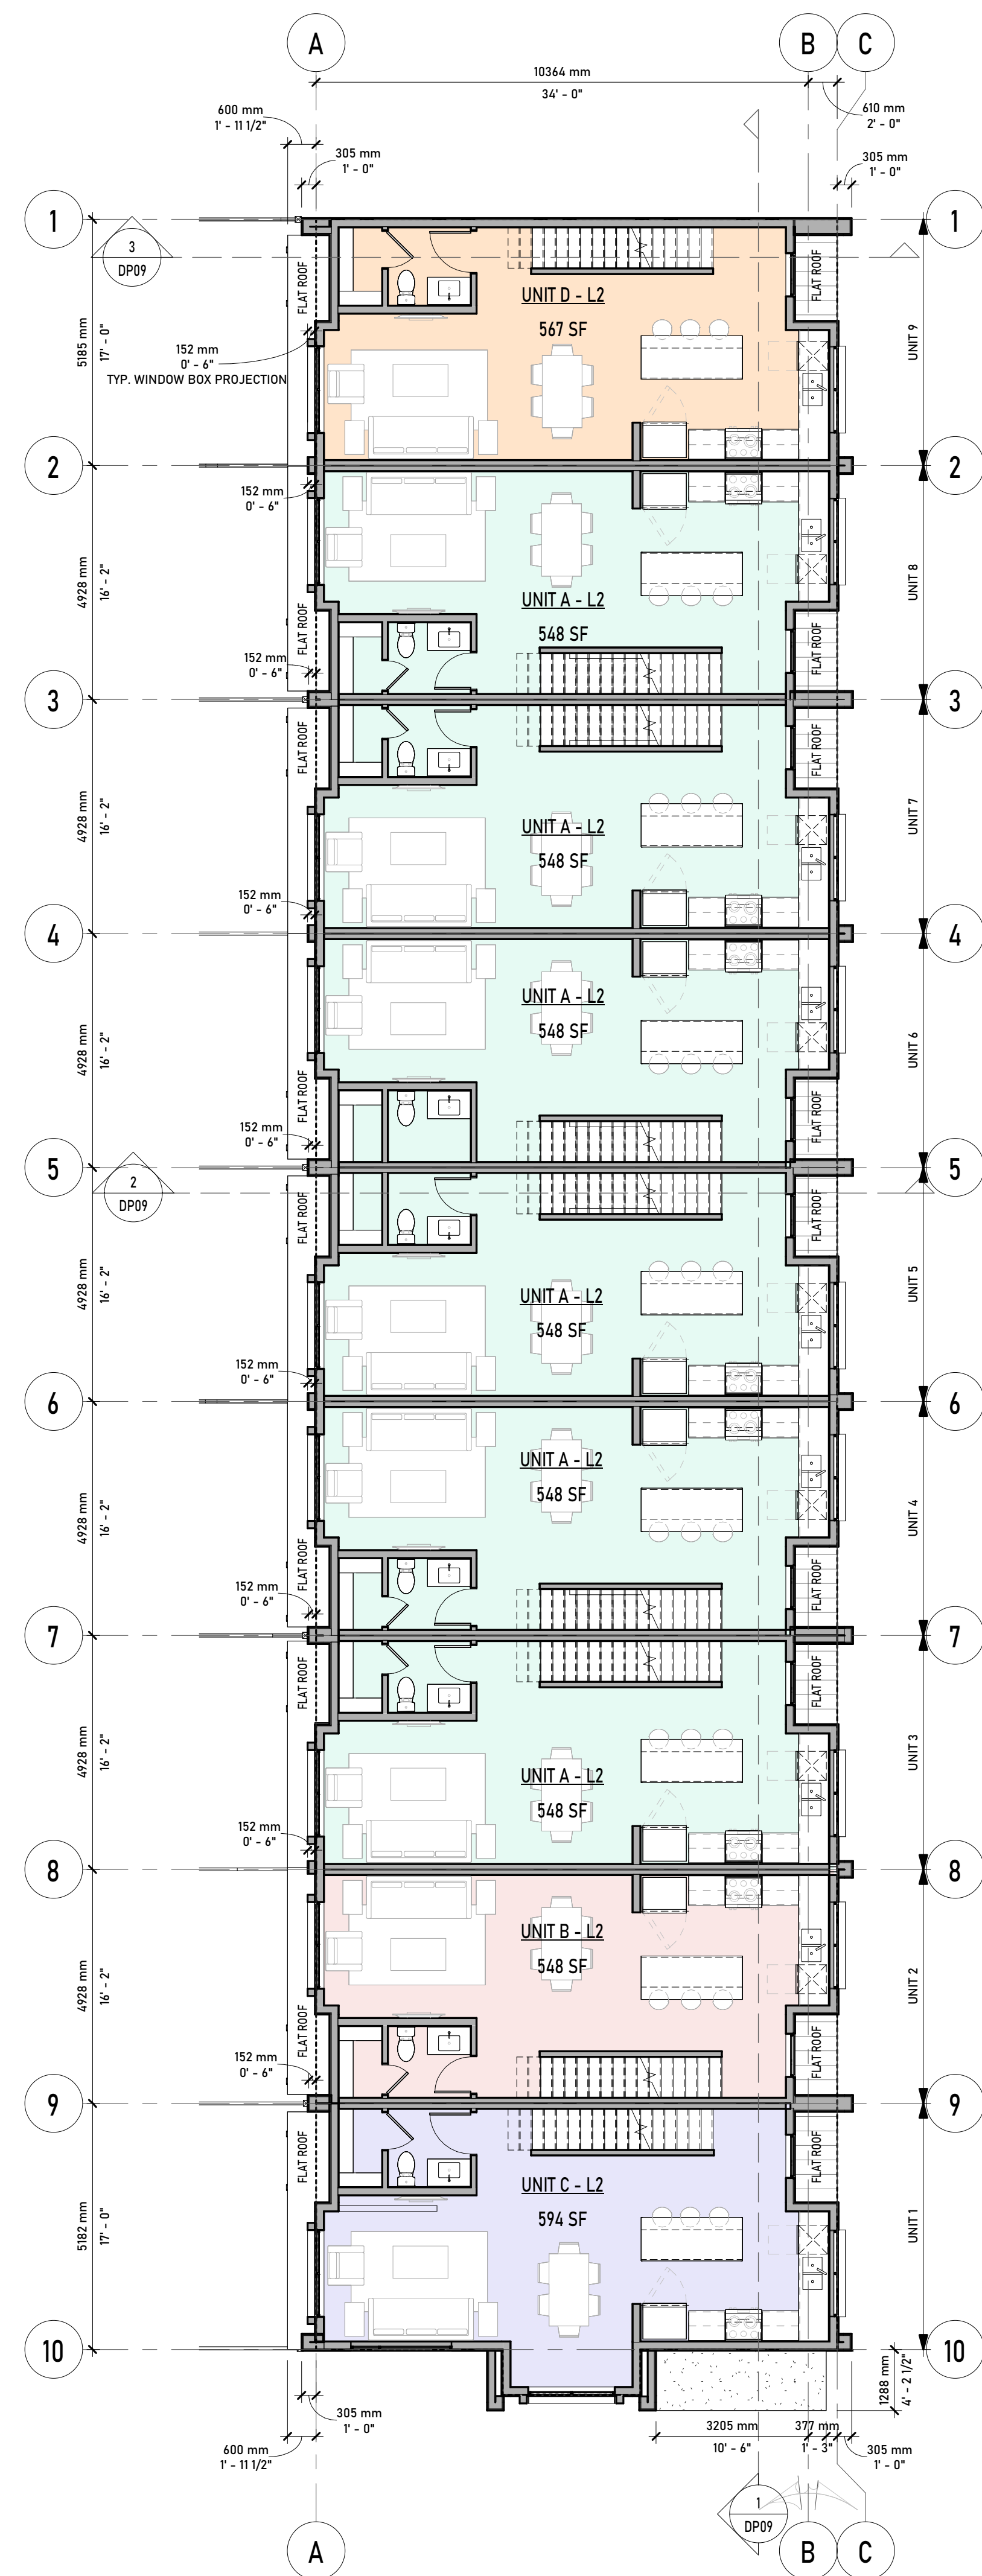 A
B
C
10364 mm
34' - 0"
600 mm
1' - 11 1/2"
610 mm
2' - 0"
305 mm
1' - 0"
305 mm
1' - 0"
1
1
3
DP09
FLAT ROOF
FLAT ROOF
UNIT D - L2
567 SF
5185 mm
17' - 0"
152 mm
0' - 6"
TYP. WINDOW BOX PROJECTION
UNIT 9
2
2
152 mm
0' - 6"
4928 mm
16' - 2"
UNIT A - L2
548 SF
UNIT 8
FLAT ROOF
FLAT ROOF
152 mm
0' - 6"
3
3
FLAT ROOF
FLAT ROOF
4928 mm
16' - 2"
UNIT A - L2
548 SF
UNIT 7
152 mm
0' - 6"
4
4
UNIT A - L2
548 SF
4928 mm
16' - 2"
UNIT 6
FLAT ROOF
FLAT ROOF
152 mm
0' - 6"
5
5
2
DP09
FLAT ROOF
FLAT ROOF
4928 mm
16' - 2"
UNIT A - L2
548 SF
UNIT 5
152 mm
0' - 6"
6
6
UNIT A - L2
548 SF
4928 mm
16' - 2"
UNIT 4
FLAT ROOF
FLAT ROOF
152 mm
0' - 6"
7
7
FLAT ROOF
FLAT ROOF
4928 mm
16' - 2"
UNIT A - L2
548 SF
UNIT 3
152 mm
0' - 6"
8
8
UNIT B - L2
548 SF
4928 mm
16' - 2"
UNIT 2
FLAT ROOF
FLAT ROOF
152 mm
0' - 6"
9
9
FLAT ROOF
FLAT ROOF
UNIT C - L2
594 SF
5182 mm
17' - 0"
UNIT 1
10
10
1288 mm
4' - 2 1/2"
305 mm
1' - 0"
3205 mm
10' - 6"
377 mm
1' - 3"
600 mm
1' - 11 1/2"
305 mm
1' - 0"
1
DP09
A
B
C